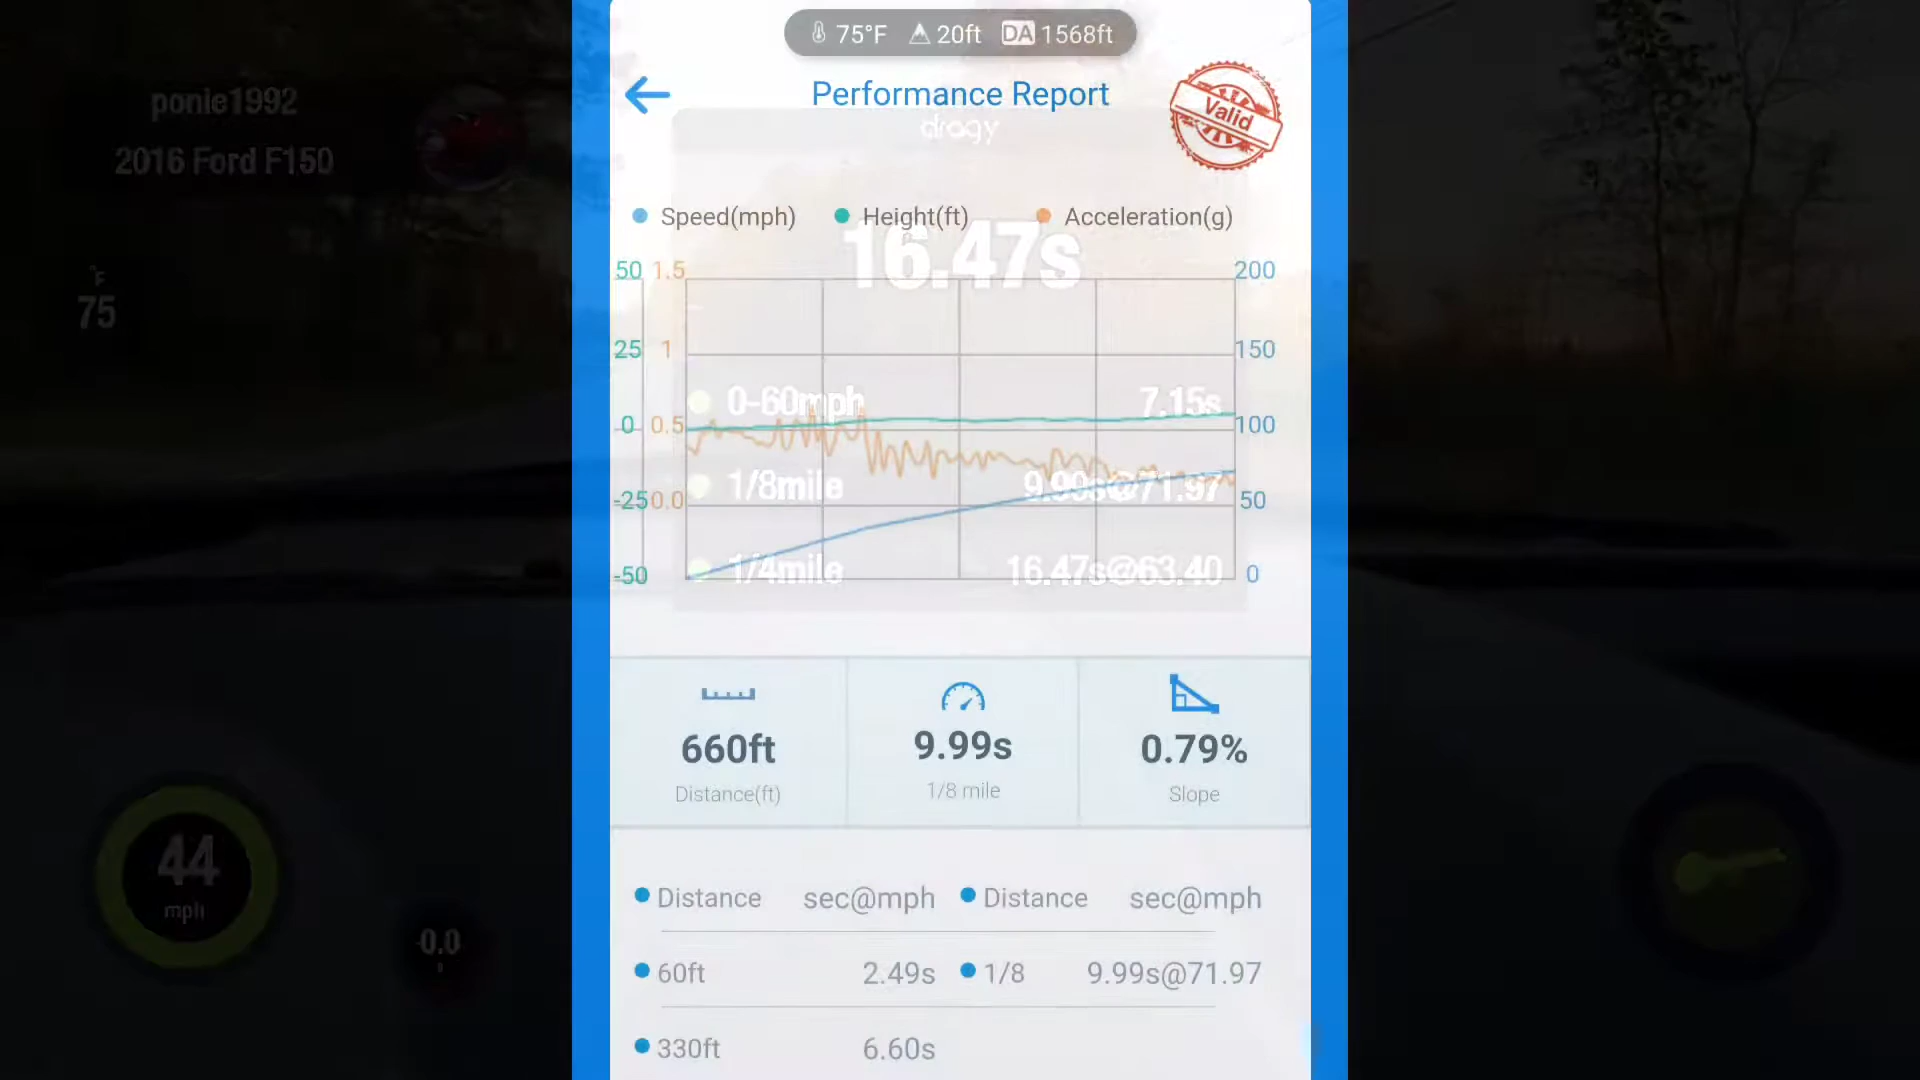 75°F 20ft DA 1568ft
ponie1992
2016 Ford F150
Performance Report
Valid
dragy
Speed(mph) Height(ft) Acceleration(g)
16.47s
50 1.5 200
25 1 150
0 0.5 100
-25 0.0 50
-50 0
°F
75
0-60mph 7.15s
1/8mile 9.99s@71.97
1/4mile 16.47s@63.40
660ft 9.99s 0.79%
Distance(ft) 1/8 mile Slope
44
mph
-0.0
Distance sec@mph Distance sec@mph
60ft 2.49s 1/8 9.99s@71.97
330ft 6.60s